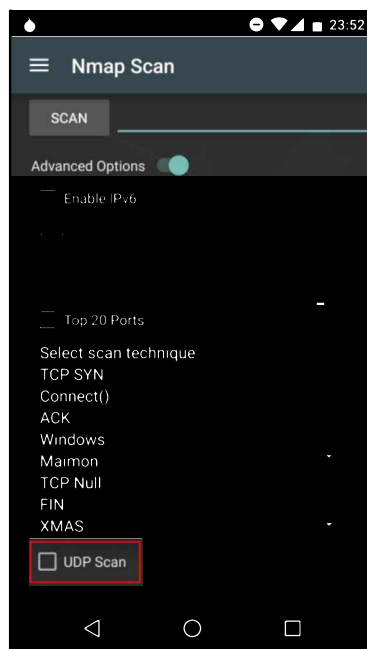 23:52
Nmap Scan
SCAN
Advanced Options
Enable IPv6
Top 20 Ports
Select scan technique
TCP SYN
Connect()
ACK
Windows
Maimon
TCP Null
FIN
XMAS
UDP Scan